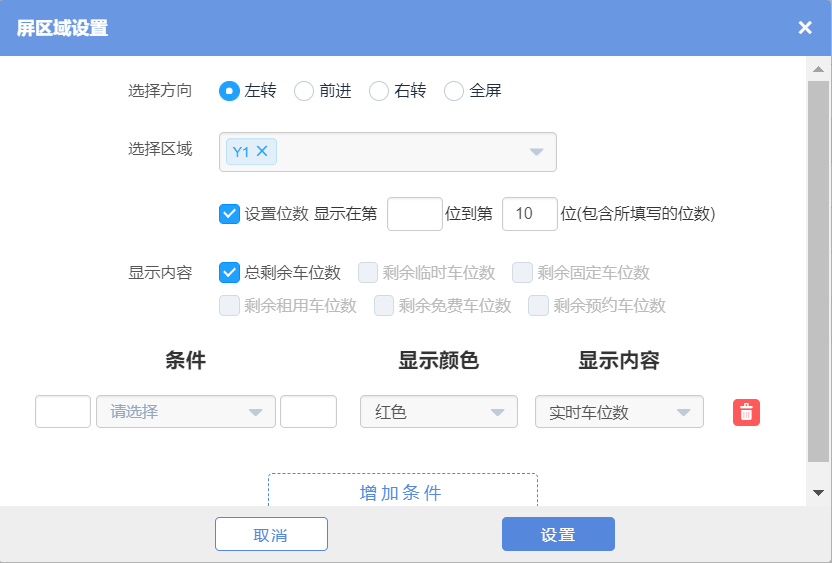 屏区域设置
选择方向 左转 前进 右转 全屏
选择区域 Y1
设置位数 显示在第 位到第 10 位(包含所填写的位数)
显示内容 总剩余车位数 剩余临时车位数 剩余固定车位数
剩余租用车位数 剩余免费车位数 剩余预约车位数
条件 显示颜色 显示内容
请选择 红色 实时车位数
增加条件
取消 设置